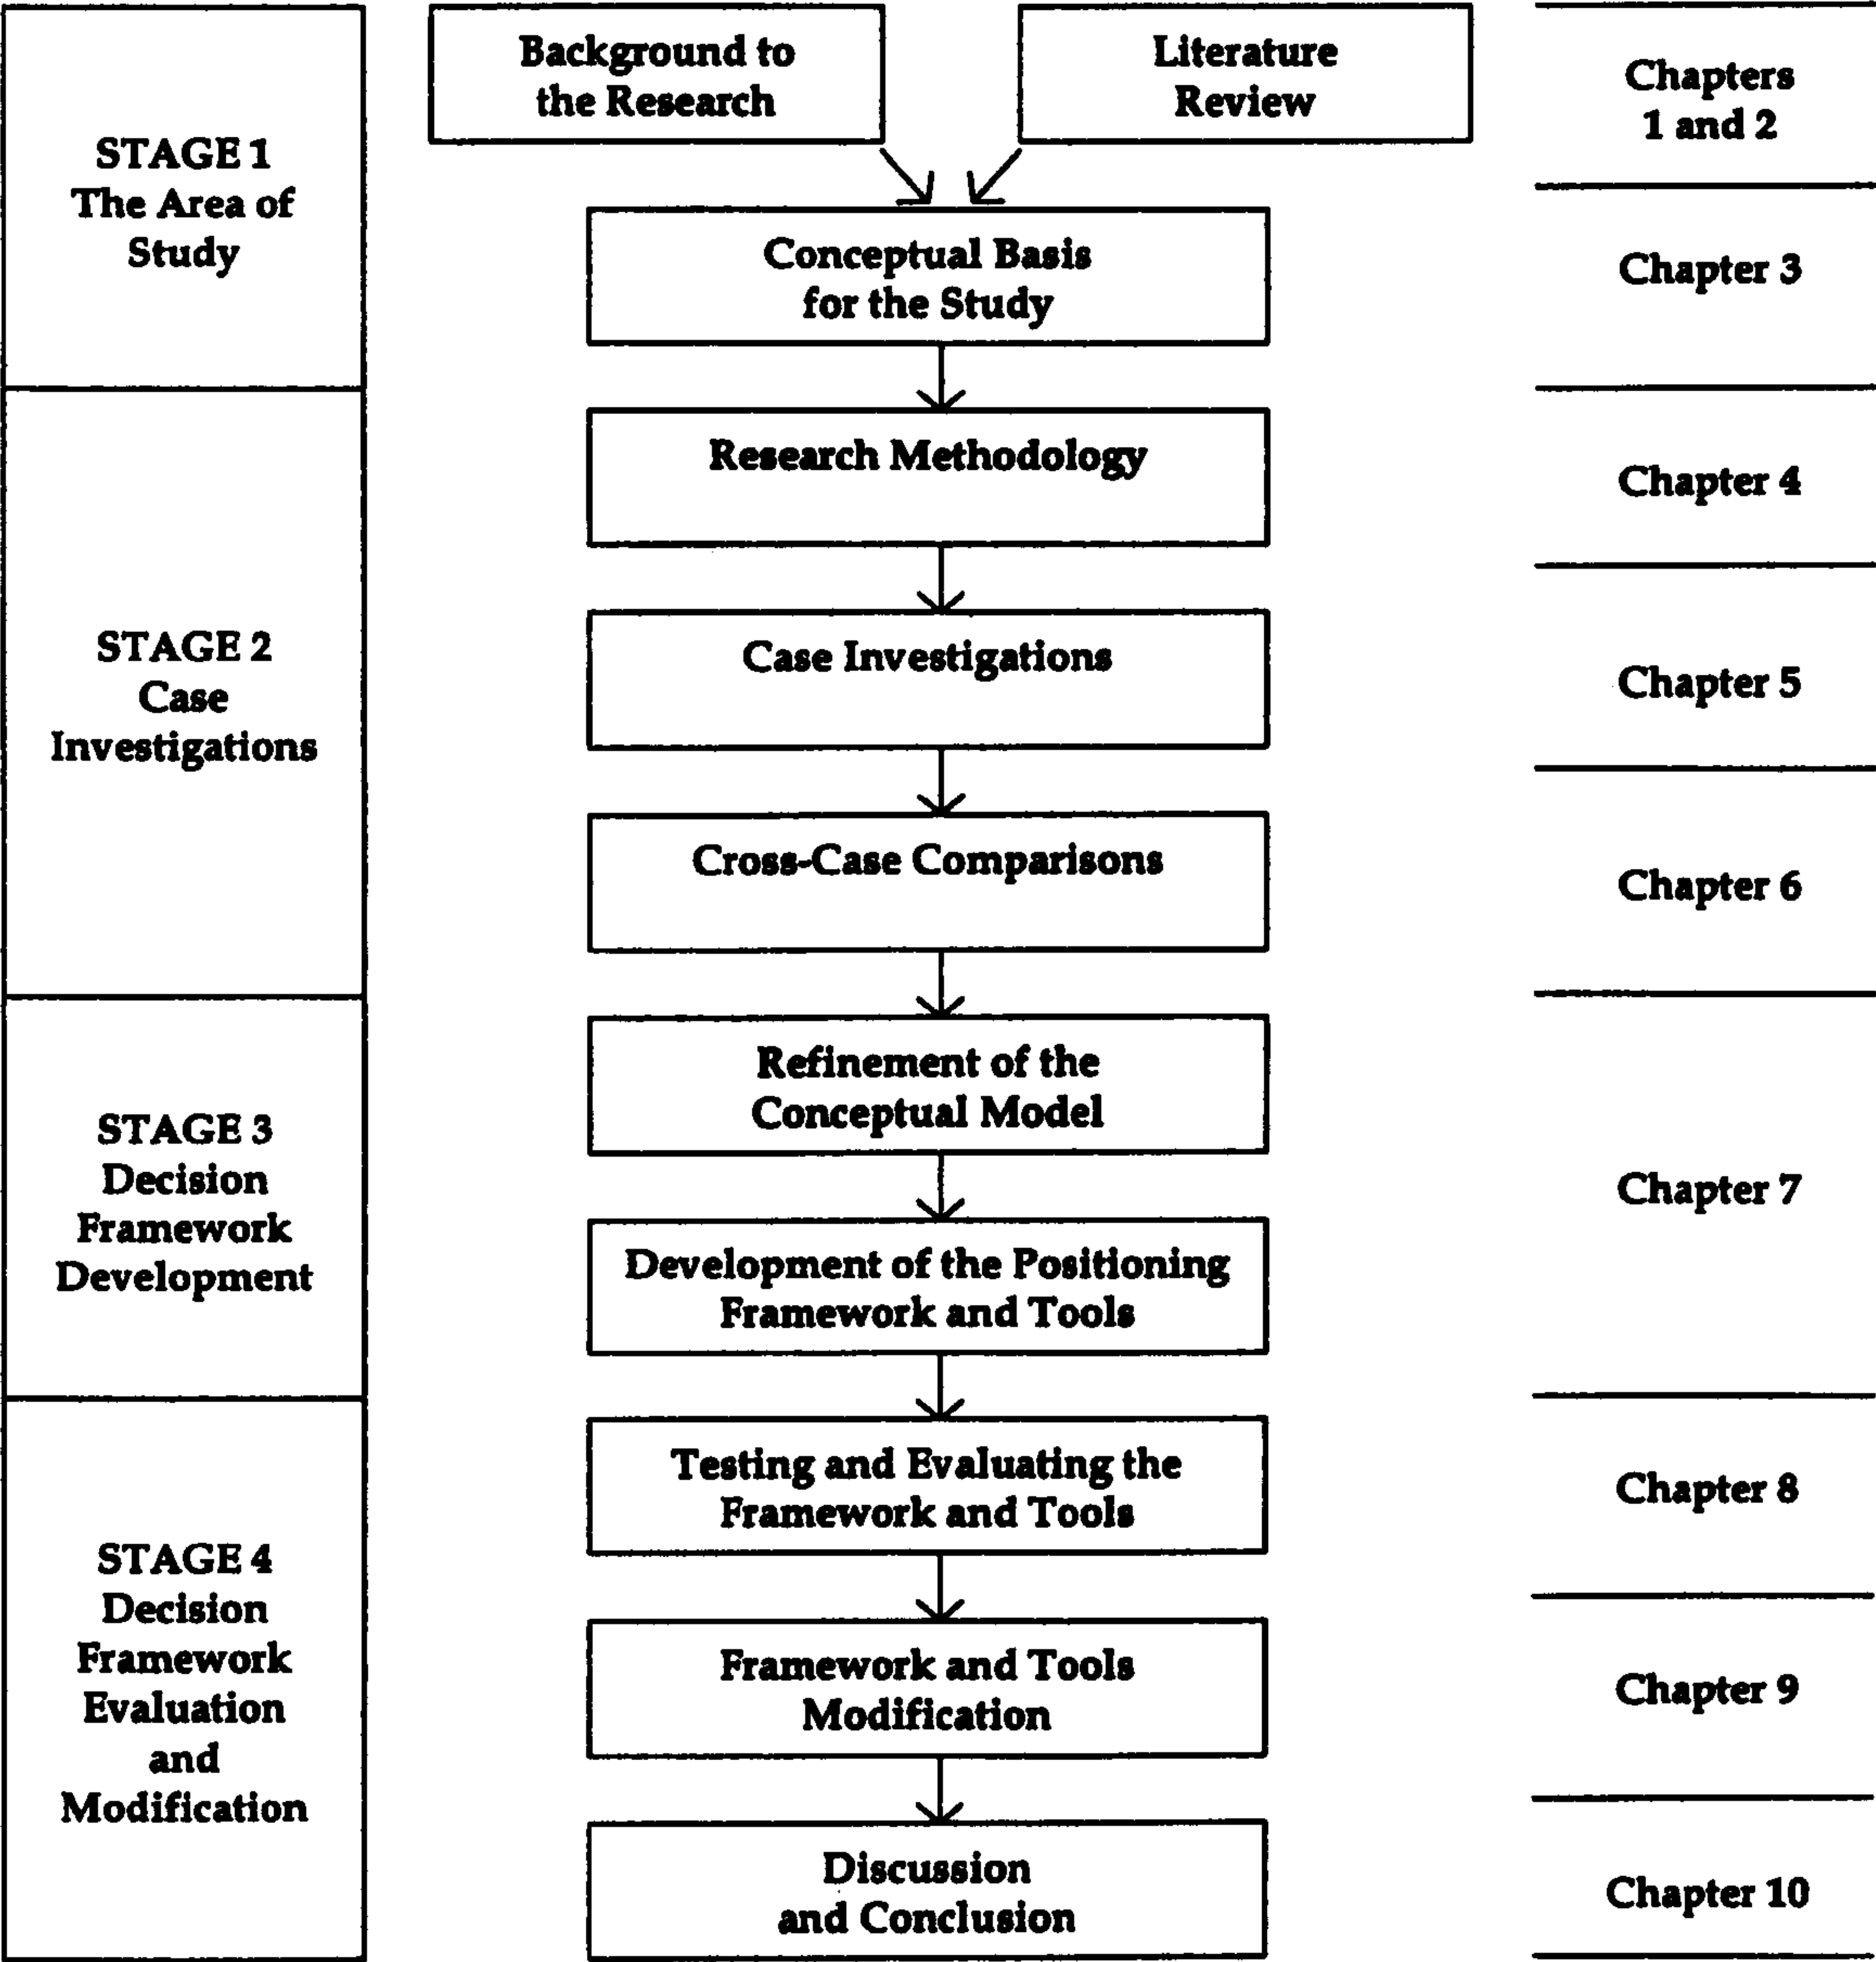 STAGE 1
The Area of
Study
Background to
the Research
Literature
Review
Chapters
1 and 2
Conceptual Basis
for the Study
Chapter 3
STAGE 2
Case
Investigations
Research Methodology
Chapter 4
Case Investigations
Chapter 5
Cross-Case Comparisons
Chapter 6
STAGE 3
Decision
Framework
Development
Refinement of the
Conceptual Model
Development of the Positioning
Framework and Tools
Chapter 7
STAGE 4
Decision
Framework
Evaluation
and
Modification
Testing and Evaluating the
Framework and Tools
Chapter 8
Framework and Tools
Modification
Chapter 9
Discussion
and Conclusion
Chapter 10